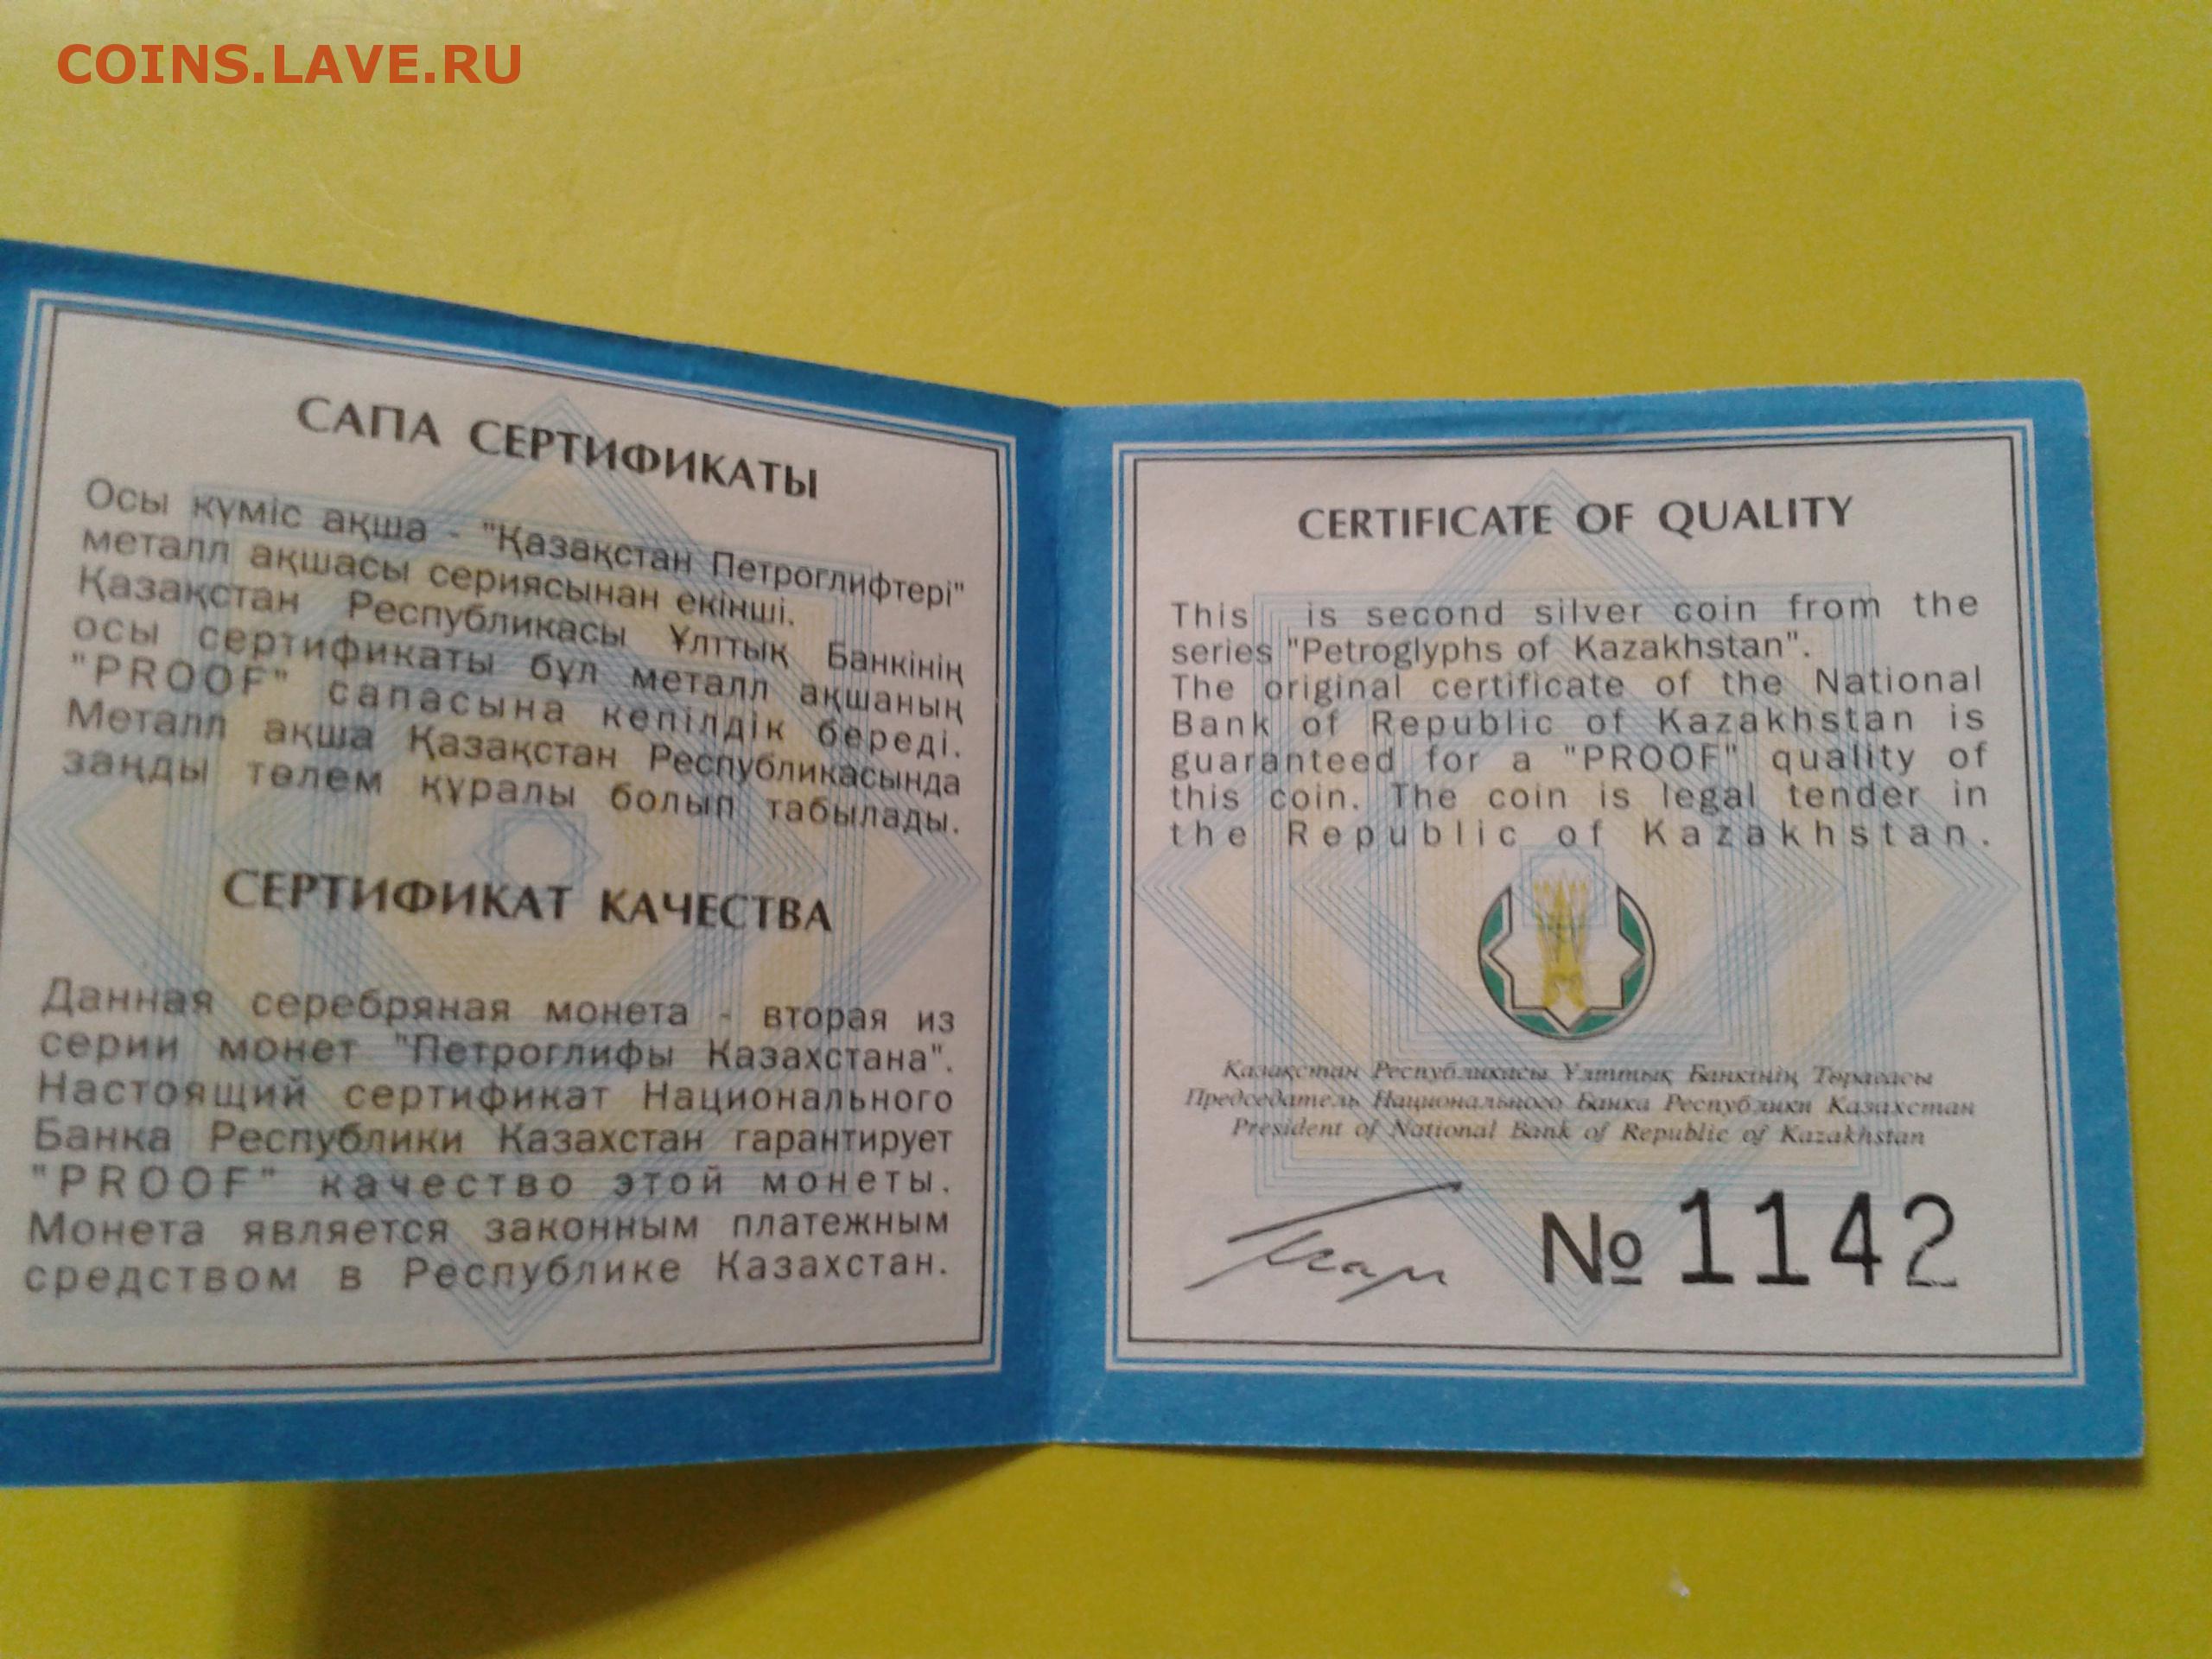 COINS.LAVE.RU
САПА СЕРТИФИКАТЫ
Осы күміс ақша - "Қазақстан Петроглифтері"
металл ақшасы сериясынан екінші.
Қазақстан Республикасы Ұлттық Банкінің
осы сертификаты бұл металл ақшаның
"PROOF" сапасына кепілдік береді.
Металл ақша Қазақстан Республикасында
заңды төлем құралы болып табылады.
СЕРТИФИКАТ КАЧЕСТВА
Данная серебряная монета - вторая из
серии монет "Петроглифы Казахстана".
Настоящий сертификат Национального
Банка Республики Казахстан гарантирует
"PROOF" качество этой монеты.
Монета является законным платежным
средством в Республике Казахстан.
CERTIFICATE OF QUALITY
This is second silver coin from the
series "Petroglyphs of Kazakhstan".
The original certificate of the National
Bank of Republic of Kazakhstan is
guaranteed for a "PROOF" quality of
this coin. The coin is legal tender in
the Republic of Kazakhstan.
Қазақстан Республикасы Ұлттық Банкінің Төрағасы
Председатель Национального Банка Республики Казахстан
President of National Bank of Republic of Kazakhstan
№ 1142